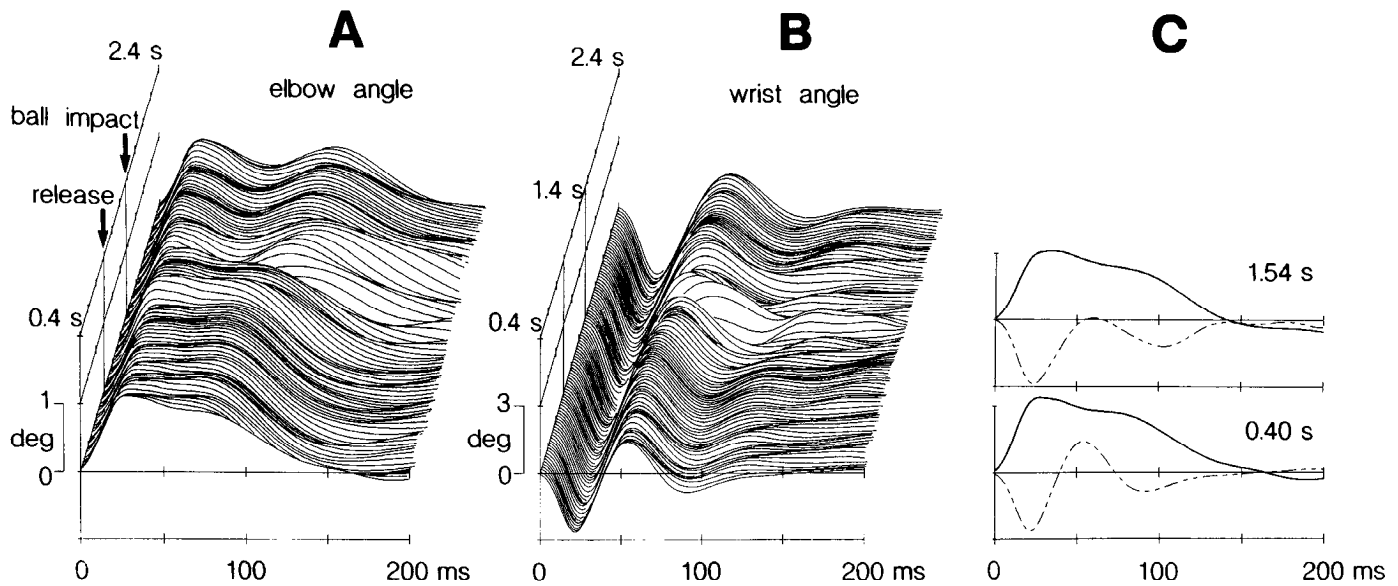 A
2.4 s
elbow angle
ball impact
release
0.4 s
1
deg
0
0 100 200 ms
B
2.4 s
wrist angle
1.4 s
0.4 s
3
deg
0
0 100 200 ms
C
1.54 s
0.40 s
0 100 200 ms